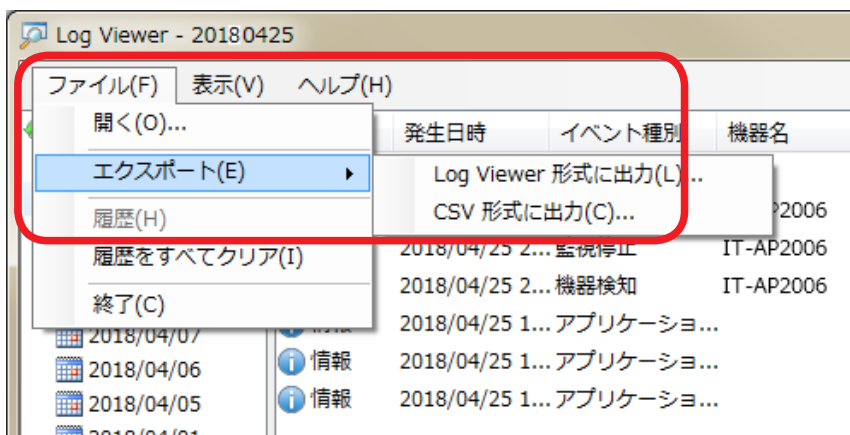 Log Viewer - 20180425
ファイル(F) 表示(V) ヘルプ(H)
開く(O)...
発生日時 イベント種別 機器名
エクスポート(E)
Log Viewer 形式に出力(L)...
CSV 形式に出力(C)...
2006
履歴(H)
履歴をすべてクリア(I)
2018/04/25 2... 監視停止 IT-AP2006
2018/04/25 2... 機器検知 IT-AP2006
終了(C)
2018/04/07
情報 2018/04/25 1... アプリケーショ...
2018/04/06
情報 2018/04/25 1... アプリケーショ...
2018/04/05
情報 2018/04/25 1... アプリケーショ...